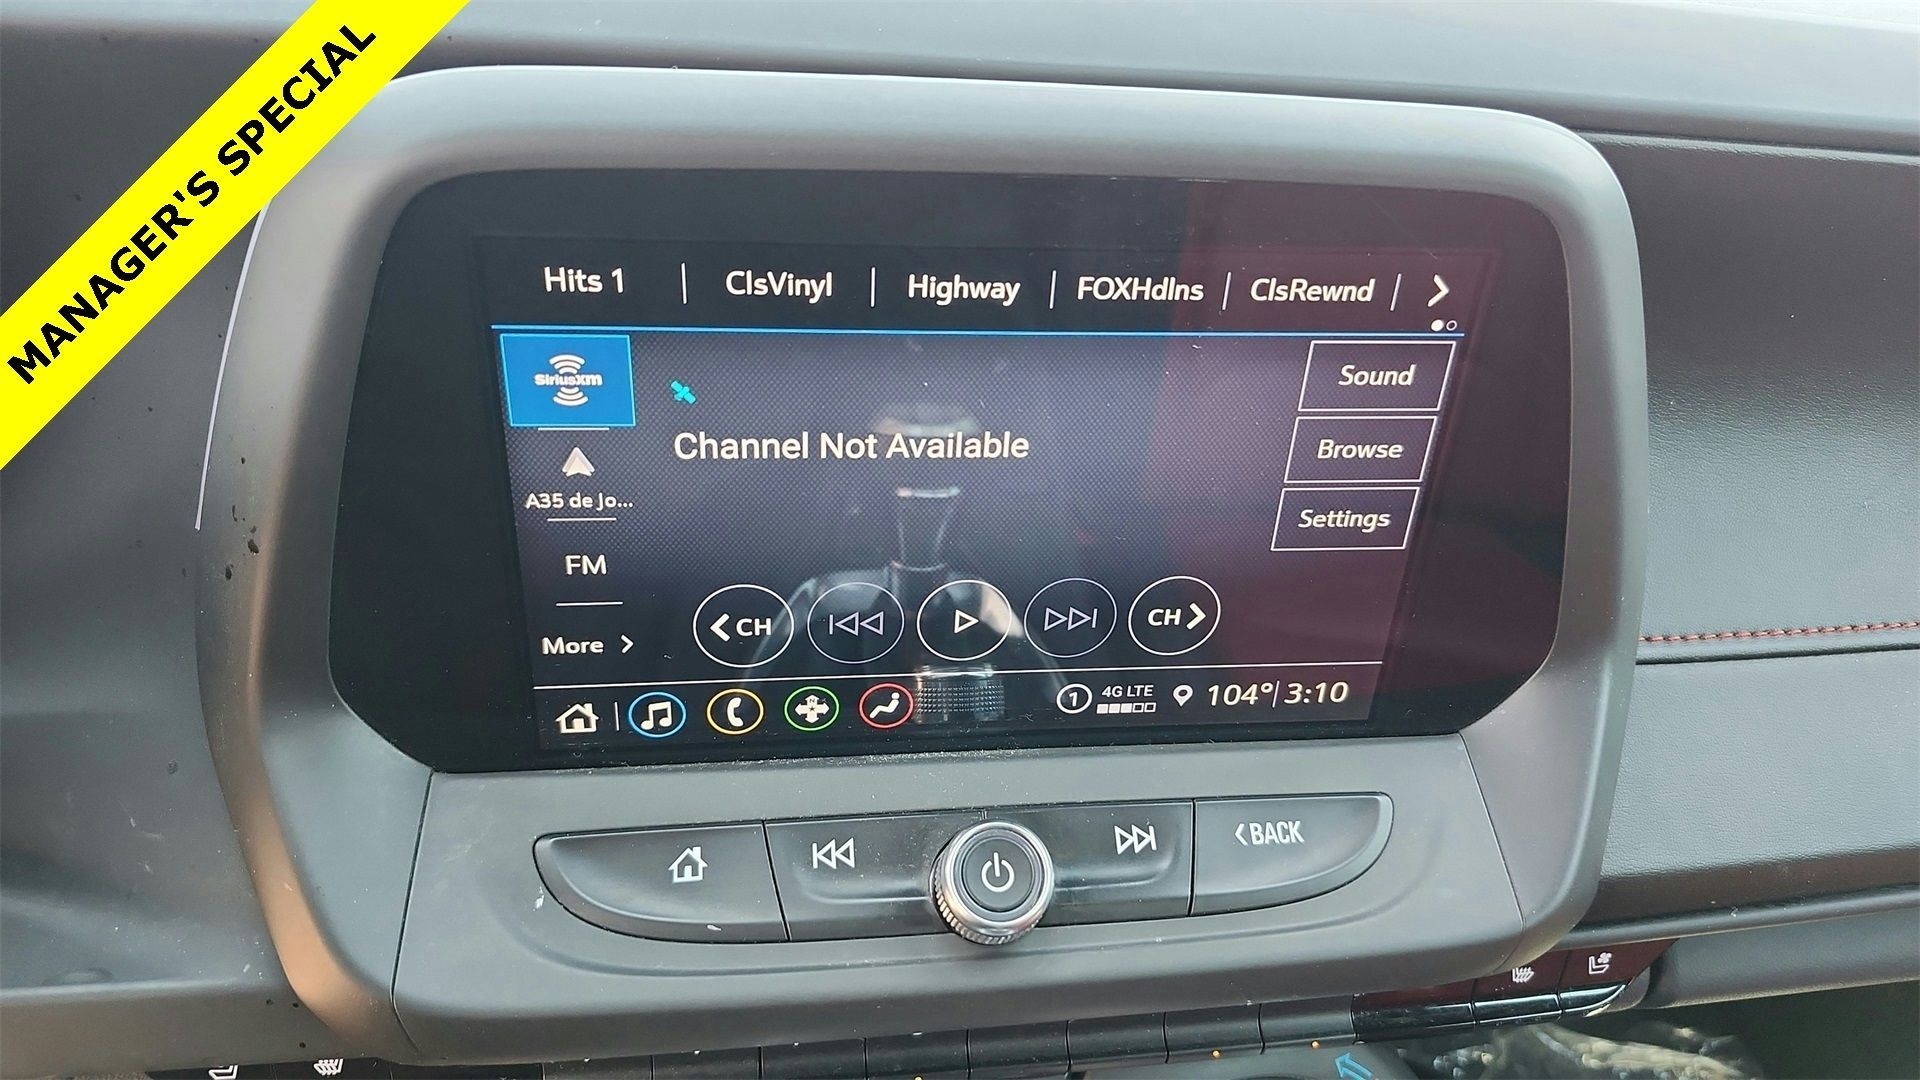 MANAGER'S SPECIAL
Hits 1 | ClsVinyl | Highway | FOXHdlns | ClsRewnd |
SiriusXM
Sound
Channel Not Available
Browse
A35 de Jo...
Settings
FM
CH
CH
More
1 4G LTE 104° 3:10
BACK